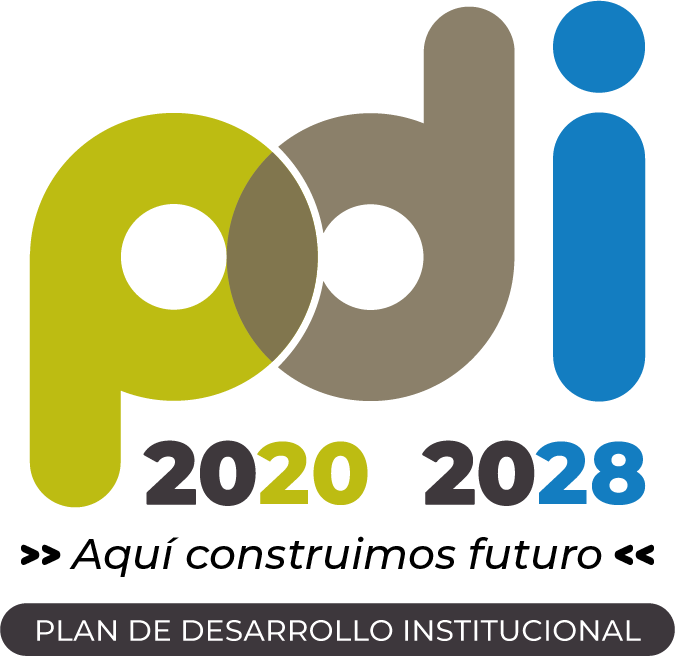 pdi
2020 2028
>> Aquí construimos futuro <<
PLAN DE DESARROLLO INSTITUCIONAL